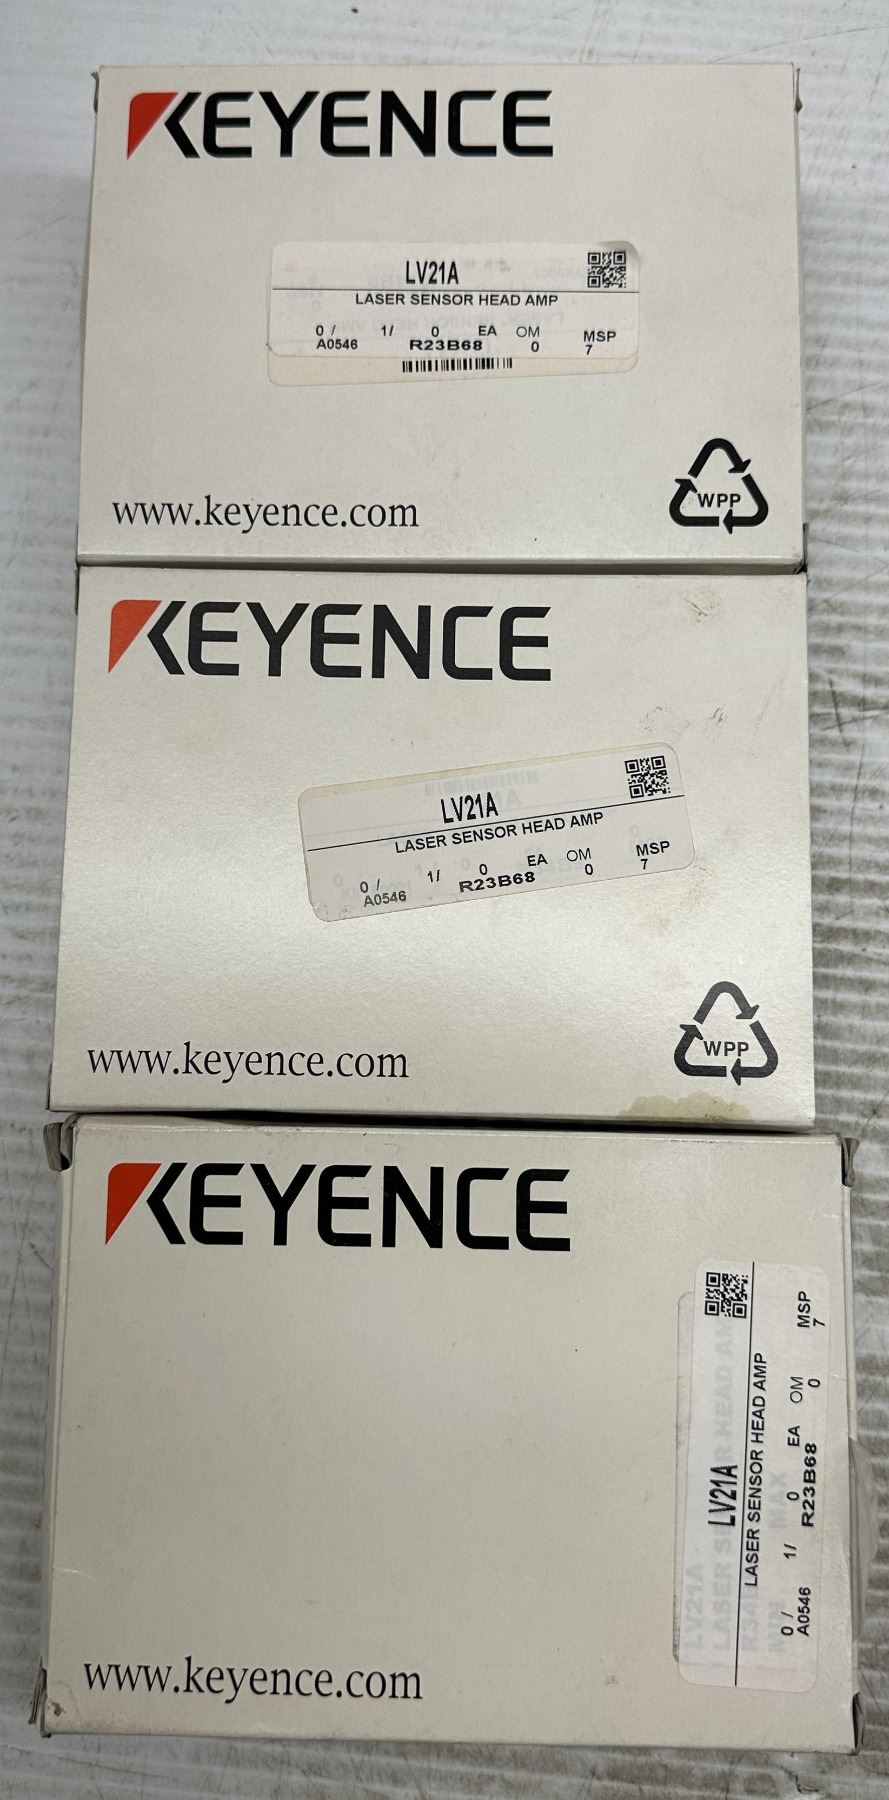 KEYENCE
LV21A
LASER SENSOR HEAD AMP
0 / 1/ 0 EA OM MSP
A0546 R23B68 0 7
www.keyence.com
WPP
KEYENCE
LV21A
LASER SENSOR HEAD AMP
0 / 1/ 0 EA OM MSP
A0546 R23B68 0 7
www.keyence.com
WPP
KEYENCE
LV21A
LASER SENSOR HEAD AMP
0 / 1/ 0 EA OM MSP
A0546 R23B68 0 7
www.keyence.com